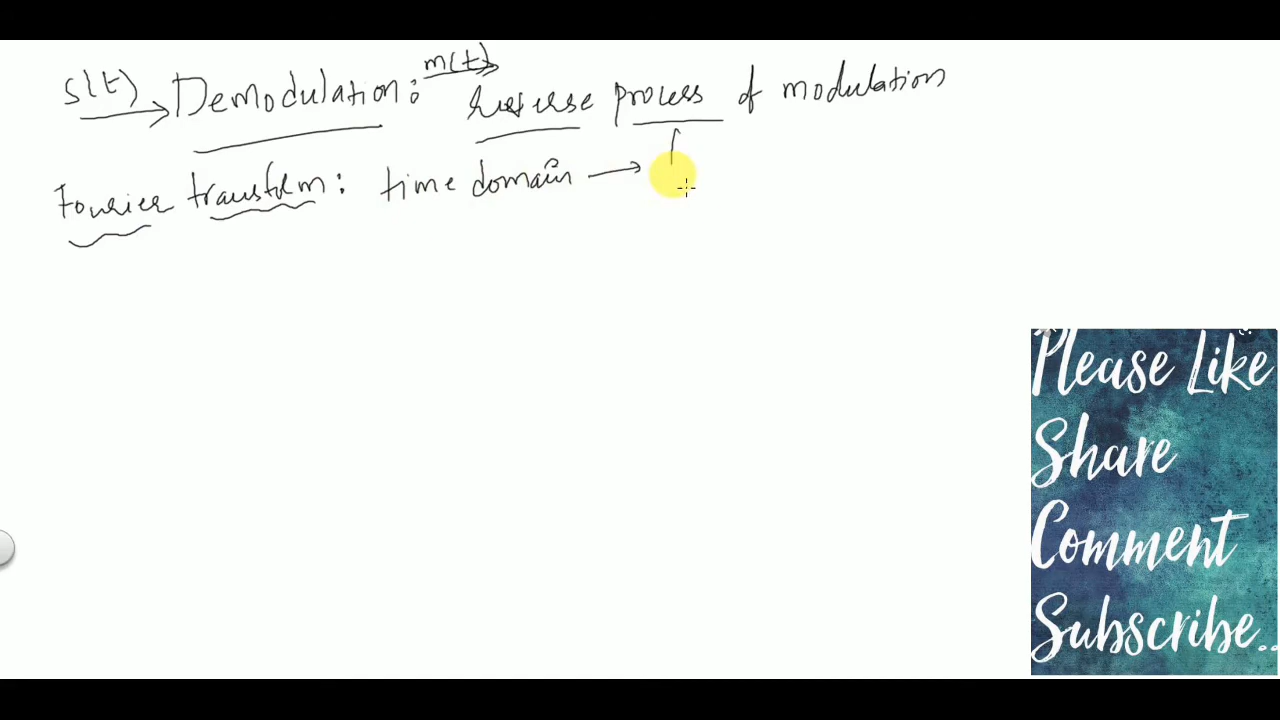 s(t) → Demodulation: m(t) → reverse process of modulation
Fourier transform: time domain → f
Please Like
Share
Comment
Subscribe..